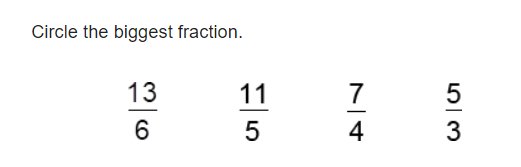 Circle the biggest fraction.
13/6 11/5 7/4 5/3